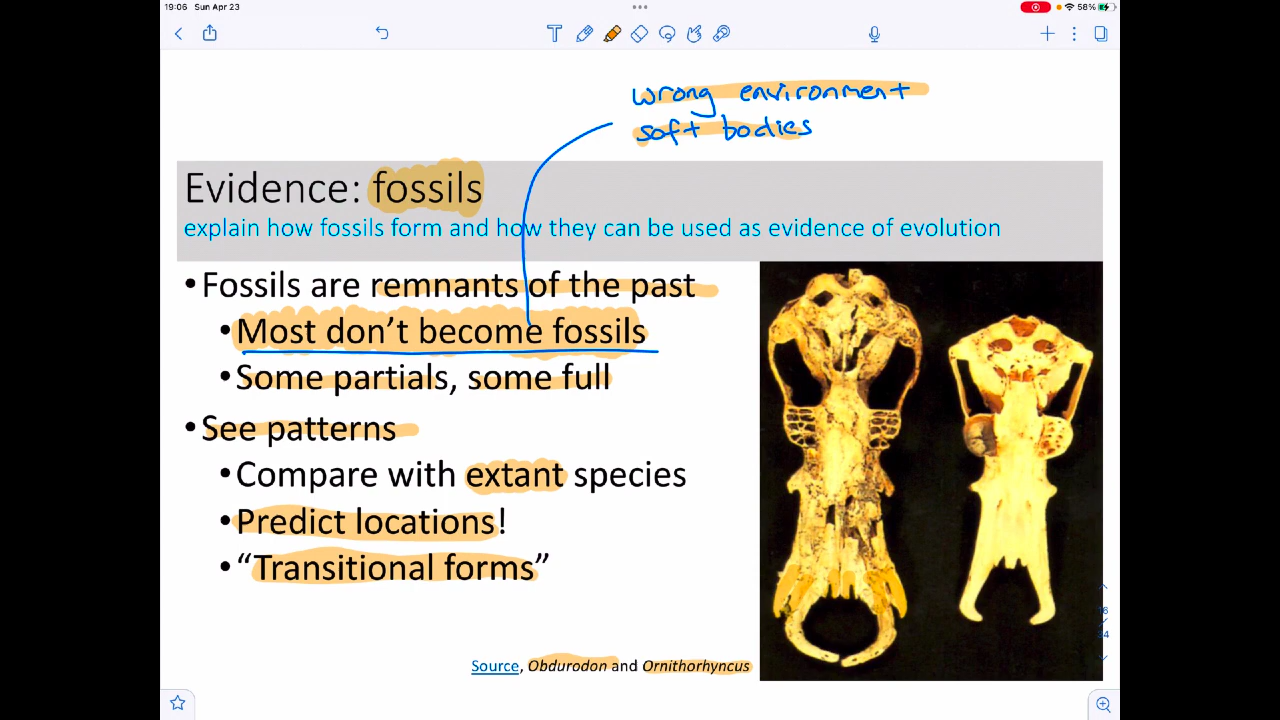 19:06 Sun Apr 23
58%
wrong environment
soft bodies
Evidence: fossils
explain how fossils form and how they can be used as evidence of evolution
•Fossils are remnants of the past
•Most don’t become fossils
•Some partials, some full
•See patterns
•Compare with extant species
•Predict locations!
•“Transitional forms”
Source, Obdurodon and Ornithorhyncus